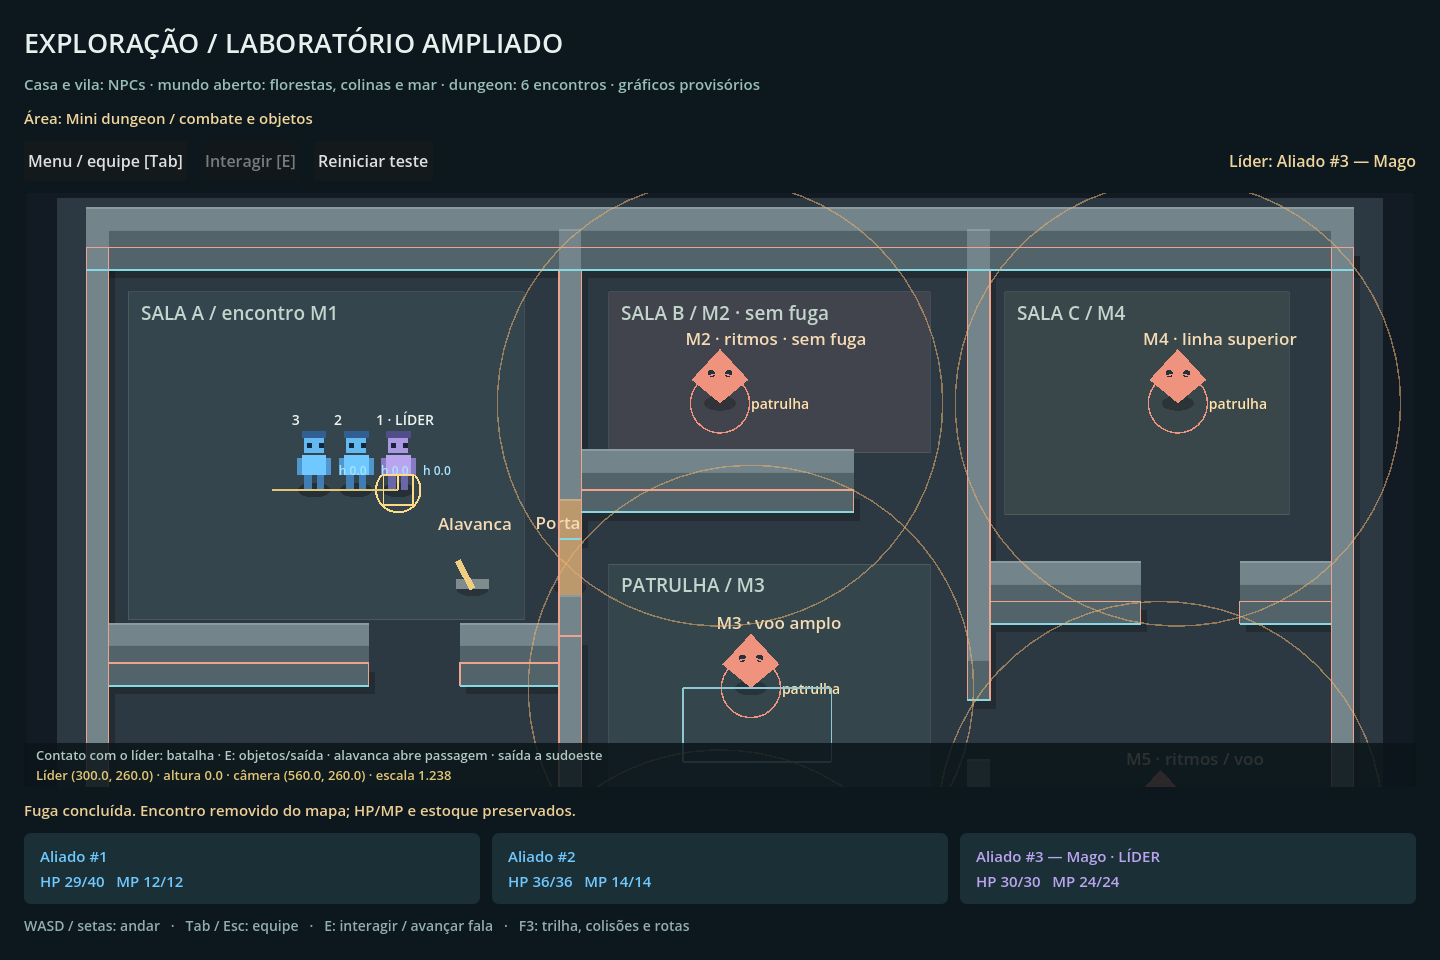 EXPLORAÇÃO / LABORATÓRIO AMPLIADO
Casa e vila: NPCs · mundo aberto: florestas, colinas e mar · dungeon: 6 encontros · gráficos provisórios
Área: Mini dungeon / combate e objetos
Menu / equipe [Tab] Interagir [E] Reiniciar teste
Líder: Aliado #3 — Mago
SALA A / encontro M1
SALA B / M2 · sem fuga
SALA C / M4
M2 · ritmos · sem fuga
M4 · linha superior
patrulha
patrulha
3 2 1 · LÍDER
h 0.0 h 0.0 h 0.0
Alavanca
Porta
PATRULHA / M3
M3 · voo amplo
patrulha
M5 · ritmos / voo
Contato com o líder: batalha · E: objetos/saída · alavanca abre passagem · saída a sudoeste
Líder (300.0, 260.0) · altura 0.0 · câmera (560.0, 260.0) · escala 1.238
Fuga concluída. Encontro removido do mapa; HP/MP e estoque preservados.
Aliado #1
HP 29/40 MP 12/12
Aliado #2
HP 36/36 MP 14/14
Aliado #3 — Mago · LÍDER
HP 30/30 MP 24/24
WASD / setas: andar · Tab / Esc: equipe · E: interagir / avançar fala · F3: trilha, colisões e rotas